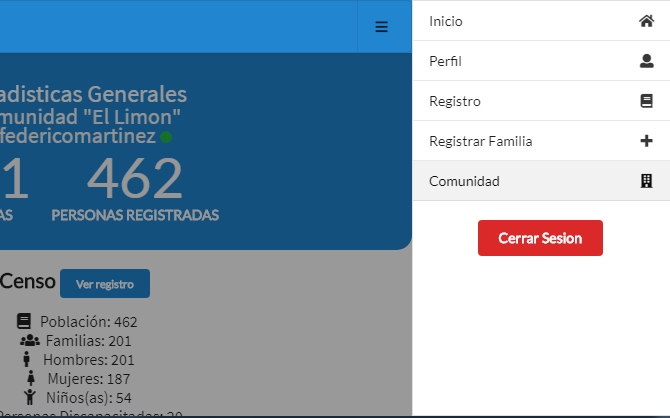 adisticas Generales
munidad "El Limon"
federicomartinez
1 462
AS PERSONAS REGISTRADAS
Censo Ver registro
Población: 462
Familias: 201
Hombres: 201
Mujeres: 187
Niños(as): 54
Personas Discapacitadas: 20
Inicio
Perfil
Registro
Registrar Familia
Comunidad
Cerrar Sesion